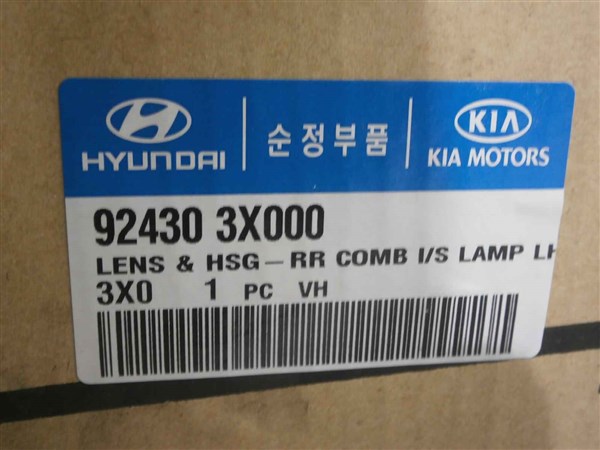 HYUNDAI
순정부품
KIA
KIA MOTORS
92430 3X000
LENS & HSG-RR COMB I/S LAMP LH
3X0 1 PC VH